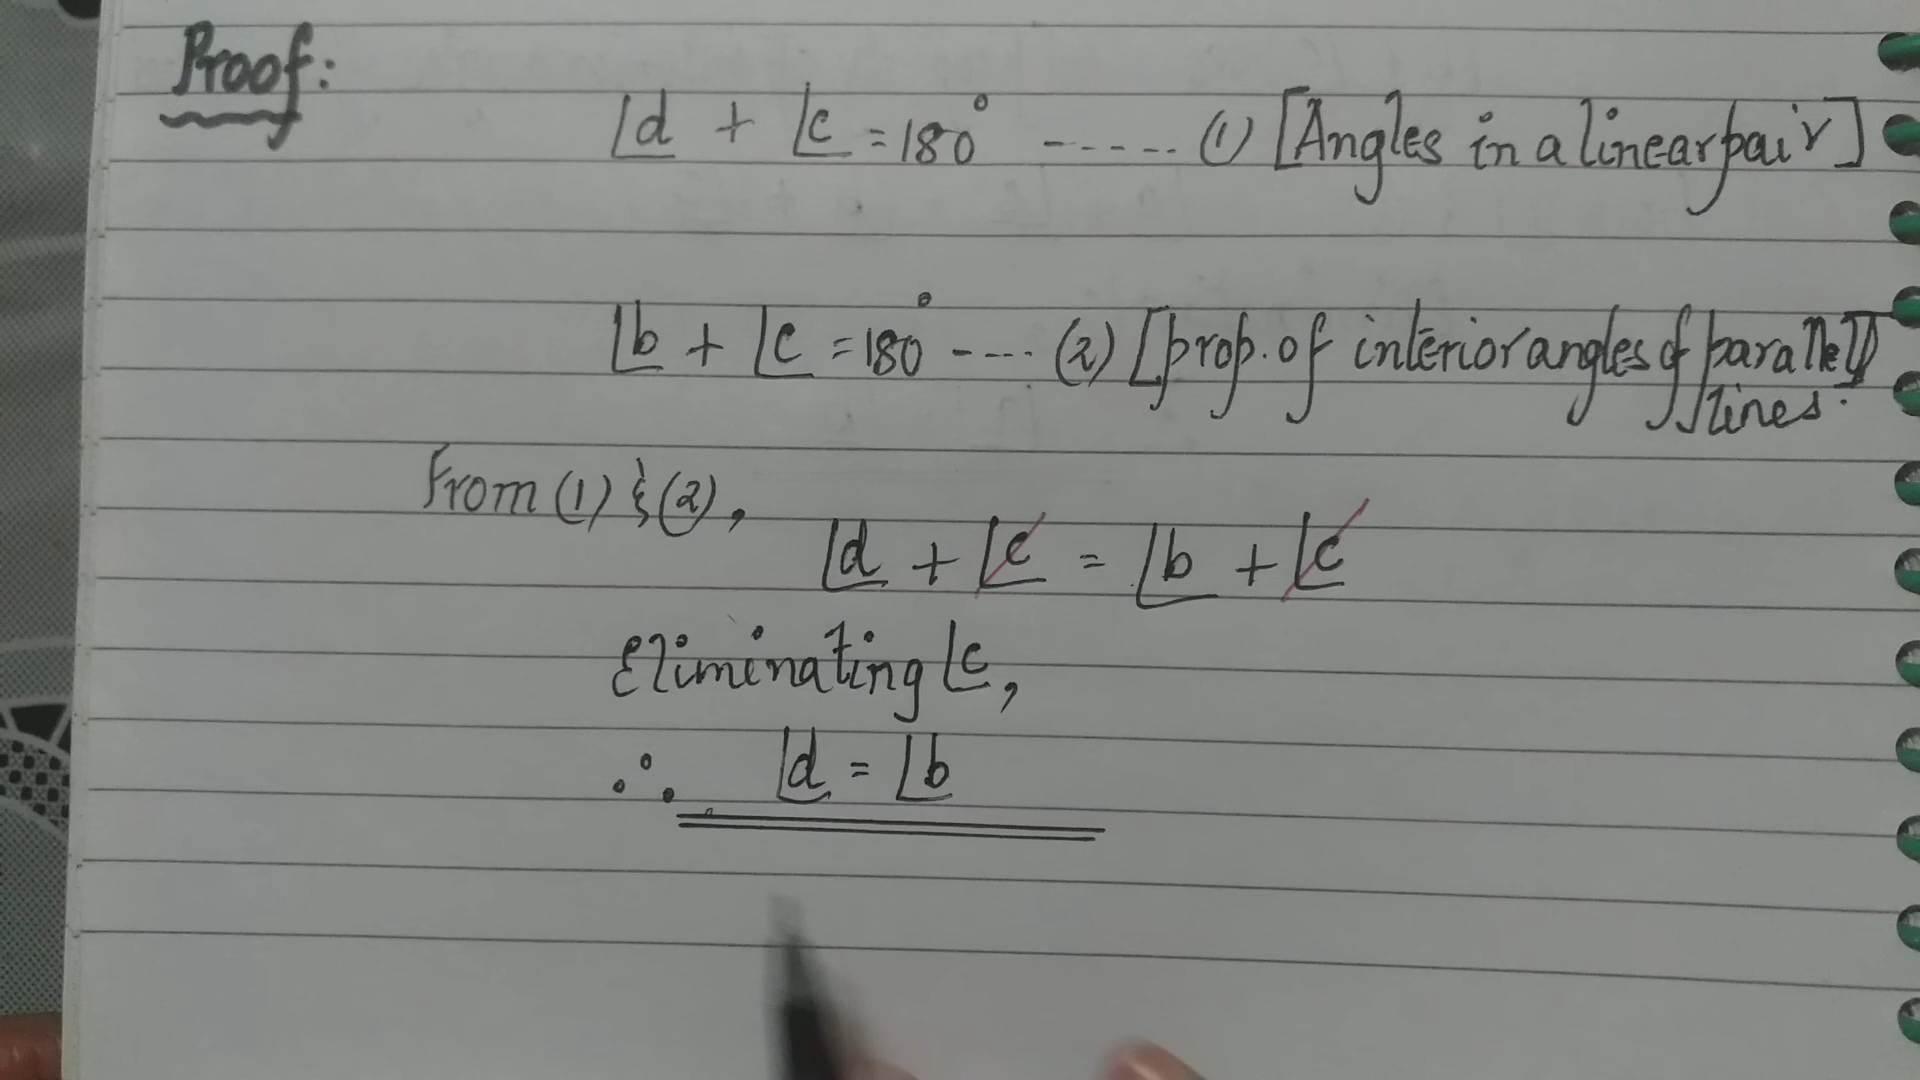 Proof:
∠d + ∠c = 180° ------ (1) [Angles in a linear pair]
∠b + ∠c = 180° ---- (2) [prop. of interior angles of parallel]
lines.
From (1) & (2),
∠d + ∠c = ∠b + ∠c
Eliminating ∠c,
∴ ∠d = ∠b